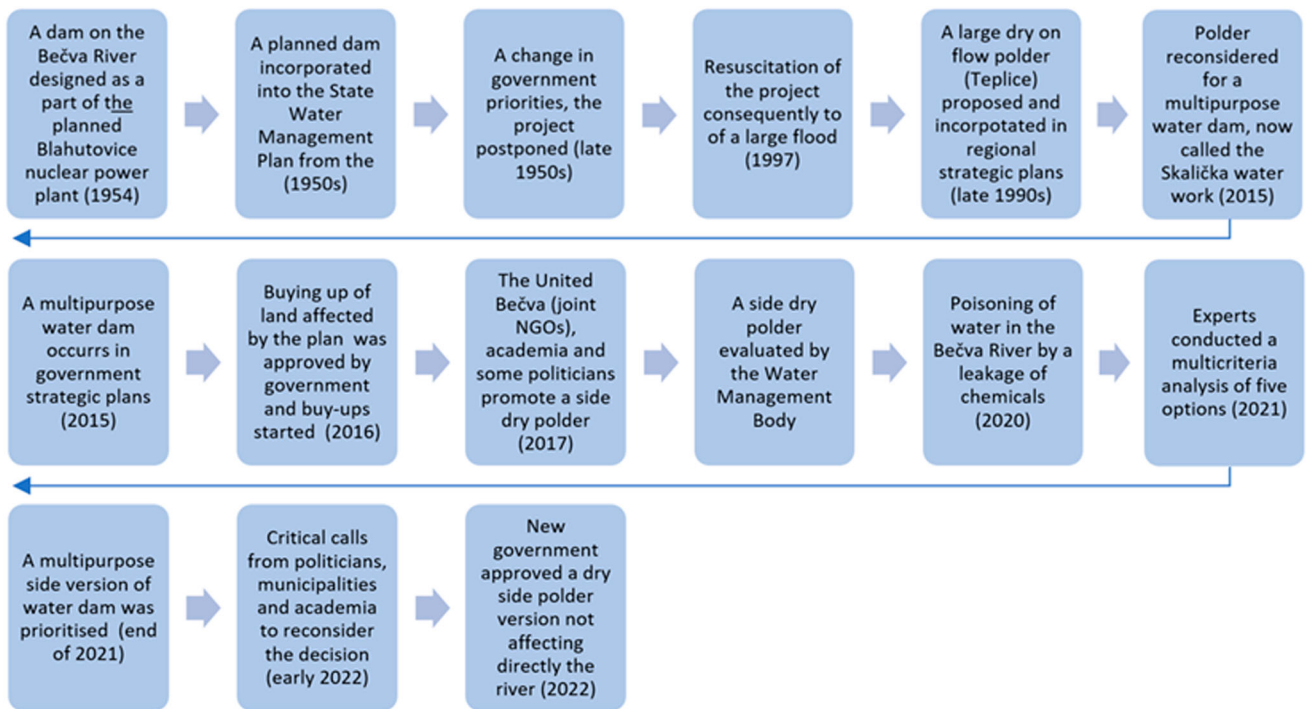 A dam on the
Bečva River
designed as a
part of the
planned
Blahutovice
nuclear power
plant (1954)
A planned dam
incorporated
into the State
Water
Management
Plan from the
(1950s)
A change in
government
priorities, the
project
postponed (late
1950s)
Resuscitation of
the project
consequently to
of a large flood
(1997)
A large dry on
flow polder
(Teplice)
proposed and
incorpotated in
regional
strategic plans
(late 1990s)
Polder
reconsidered
for a
multipurpose
water dam, now
called the
Skalička water
work (2015)
A multipurpose
water dam
occurrs in
government
strategic plans
(2015)
Buying up of
land affected
by the plan was
approved by
government
and buy-ups
started (2016)
The United
Bečva (joint
NGOs),
academia and
some politicians
promote a side
dry polder
(2017)
A side dry
polder
evaluated by
the Water
Management
Body
Poisoning of
water in the
Bečva River by a
leakage of
chemicals
(2020)
Experts
conducted a
multicriteria
analysis of five
options (2021)
A multipurpose
side version of
water dam was
prioritised (end
of 2021)
Critical calls
from politicians,
municipalities
and academia
to reconsider
the decision
(early 2022)
New
government
approved a dry
side polder
version not
affecting
directly the
river (2022)